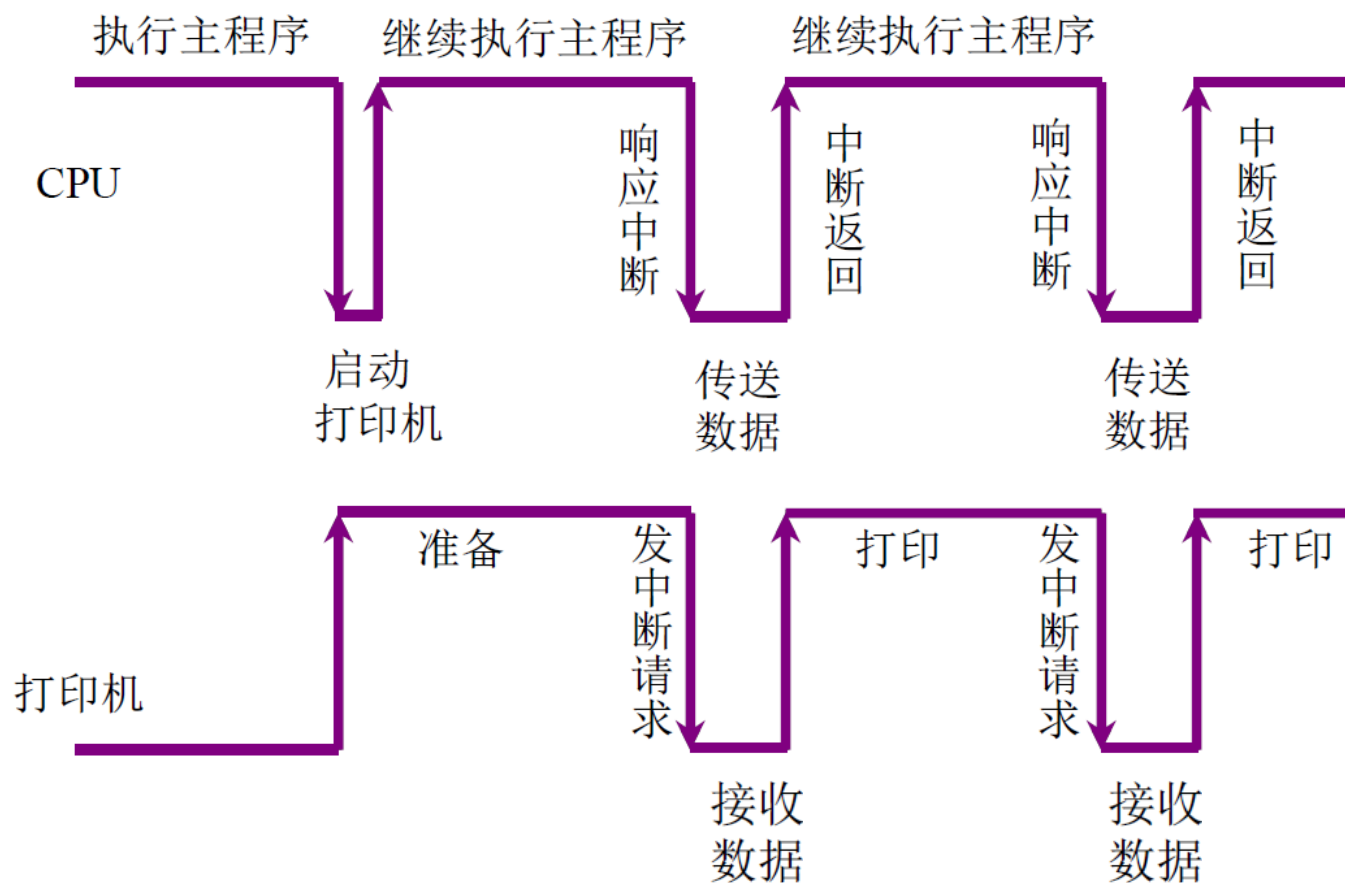 执行主程序
继续执行主程序
继续执行主程序
CPU
响应中断
中断返回
响应中断
中断返回
启动
打印机
传送
数据
传送
数据
打印机
准备
发中断请求
打印
发中断请求
打印
接收
数据
接收
数据